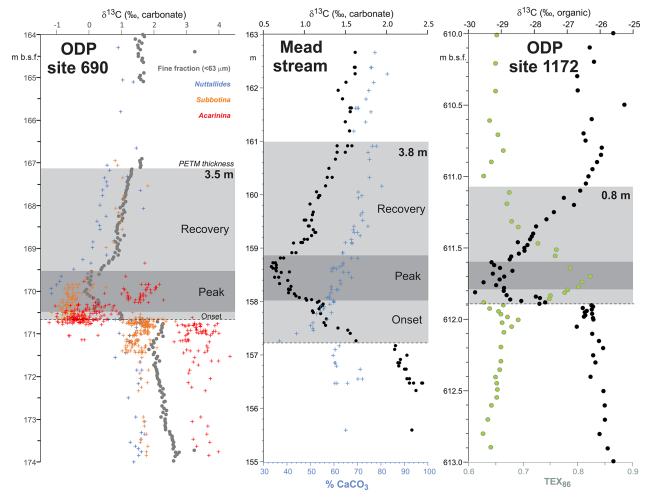 δ¹³C (‰, carbonate)
-1 0 1 2 3 4
164
m b.s.f.
165
166
167
168
169
170
171
172
173
174
ODP
site 690
Fine fraction (<63 μm)
Nuttallides
Subbotina
Acarinina
PETM thickness
3.5 m
Recovery
Peak
Onset
δ¹³C (‰, carbonate)
0.5 1.0 1.5 2.0 2.5
m b.s.f.
163
162
161
160
159
158
157
156
155
Mead
stream
3.8 m
Recovery
Peak
Onset
30 40 50 60 70 80 90 100
% CaCO₃
δ¹³C (‰, organic)
-29 -28 -27 -26 -25
610.0
m b.s.f.
610.5
611.0
611.5
612.0
612.5
613.0
ODP
site 1172
0.8 m
0.6 0.7 0.8 0.9
TEX₈₆